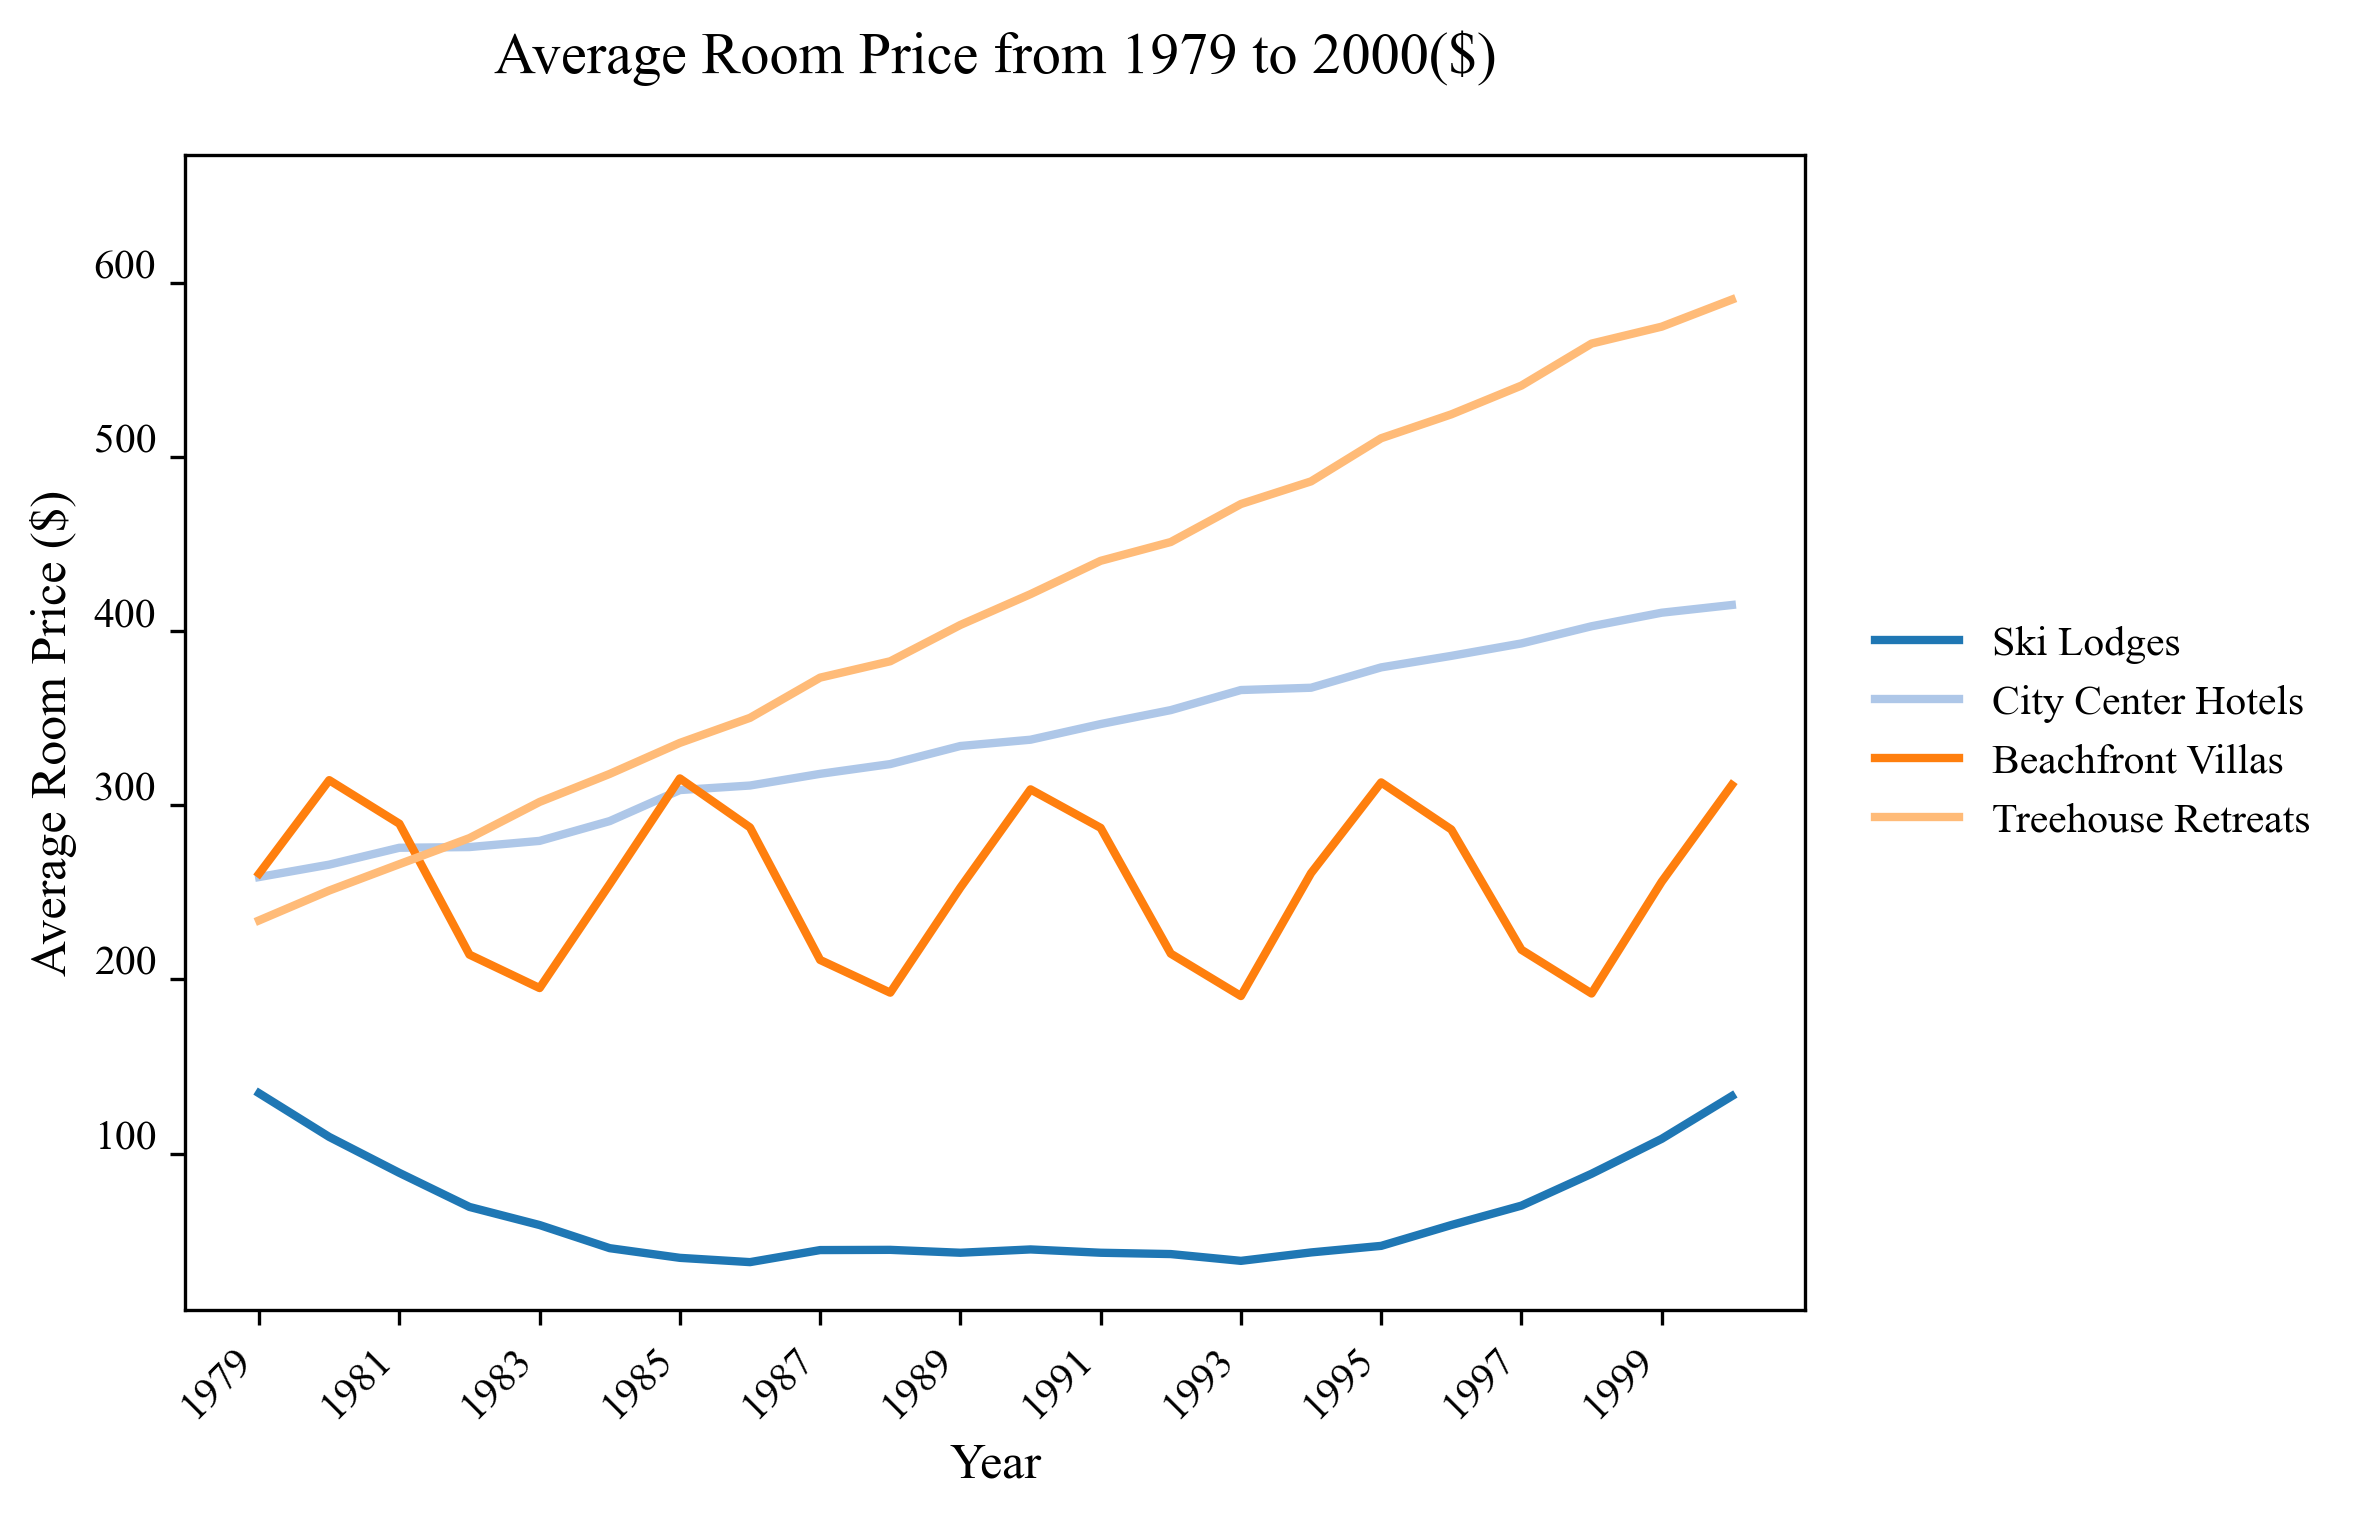 Average Room Price from 1979 to 2000($)
Average Room Price ($)
600
500
400
300
200
100
1979
1981
1983
1985
1987
1989
1991
1993
1995
1997
1999
Year
Ski Lodges
City Center Hotels
Beachfront Villas
Treehouse Retreats